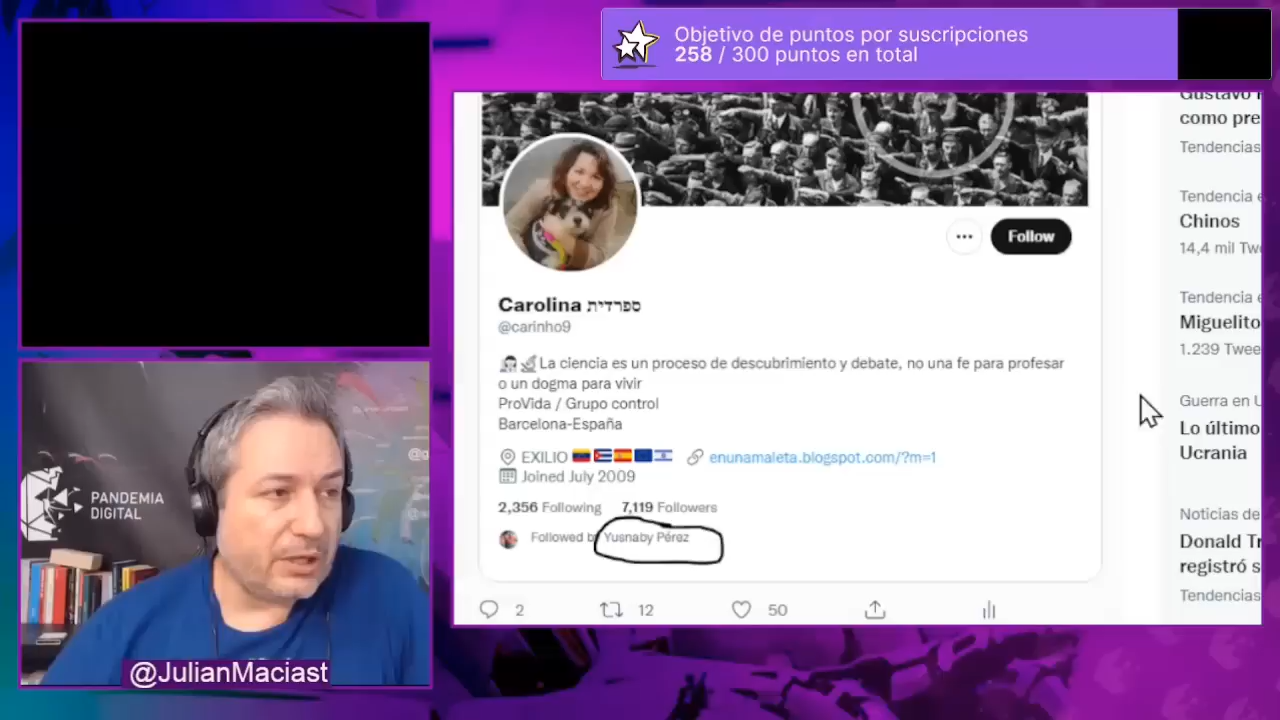 Objetivo de puntos por suscripciones
258 / 300 puntos en total
PANDEMIA
DIGITAL
@JulianMaciast
Follow
Carolina ספרדית
@carinho9
La ciencia es un proceso de descubrimiento y debate, no una fe para profesar
o un dogma para vivir
ProVida / Grupo control
Barcelona-España
EXILIO
enunamaleta.blogspot.com/?m=1
Joined July 2009
2,356 Following 7,119 Followers
Followed b Yusnaby Pérez
2 12 50
Gustavo
como pre
Tendencias
Tendencia e
Chinos
14,4 mil Tw
Tendencia e
Miguelito
1.239 Twee
Guerra en U
Lo último
Ucrania
Noticias de
Donald Tr
registró s
Tendencias